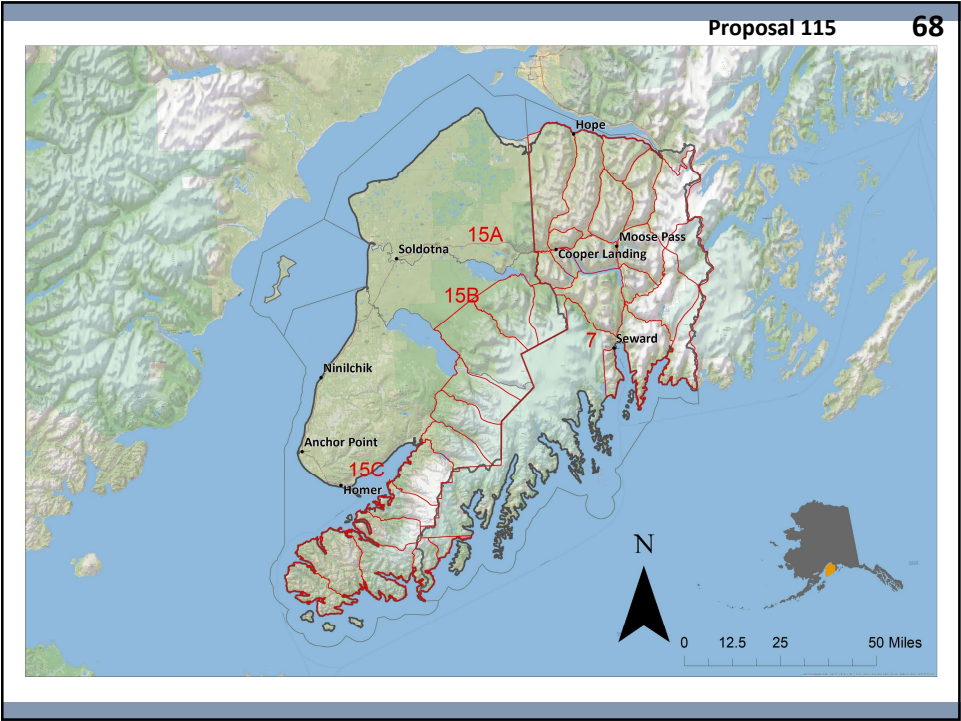 Proposal 115
68
Hope
15A
Moose Pass
Soldotna
Cooper Landing
15B
7
Seward
Ninilchik
Anchor Point
15C
Homer
N
0 12.5 25 50 Miles